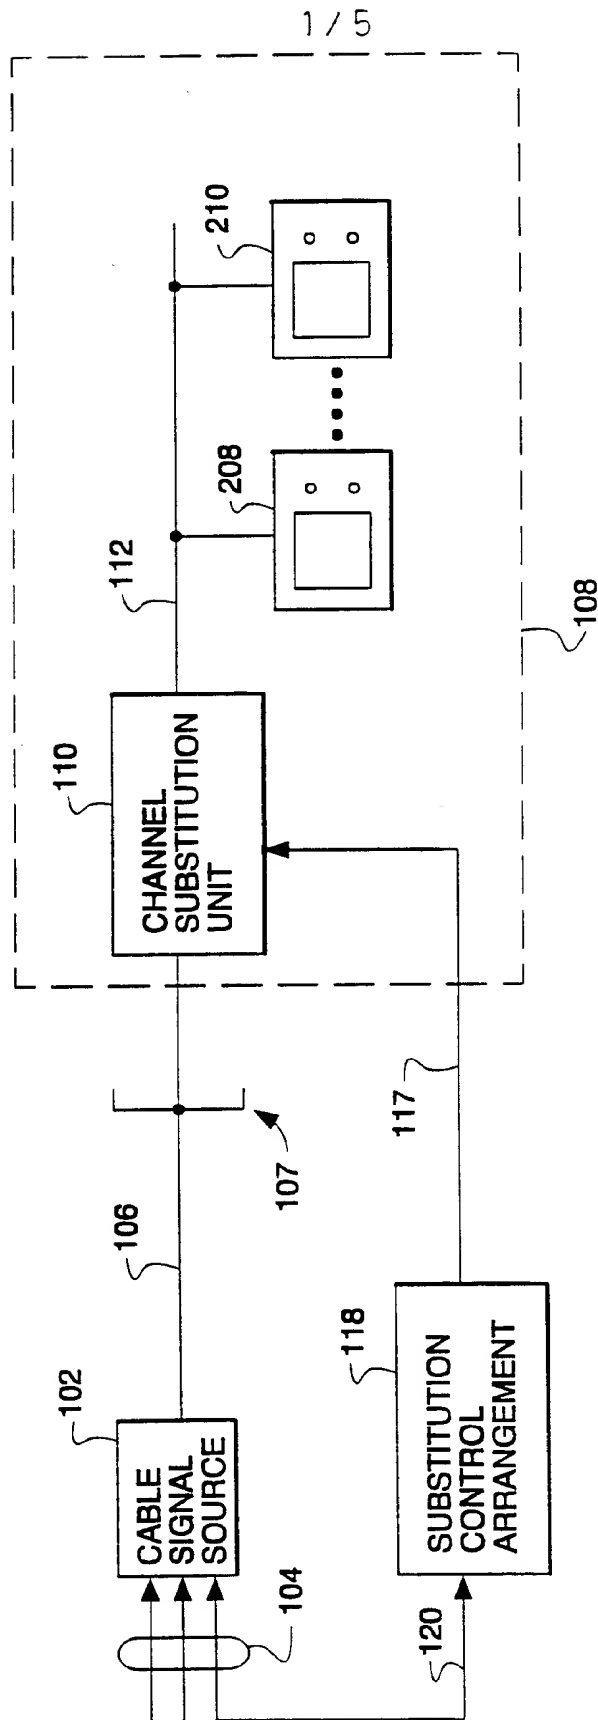 1/5
102
CABLE
SIGNAL
SOURCE
104
106
107
110
CHANNEL
SUBSTITUTION
UNIT
112
208
210
108
117
118
SUBSTITUTION
CONTROL
ARRANGEMENT
120